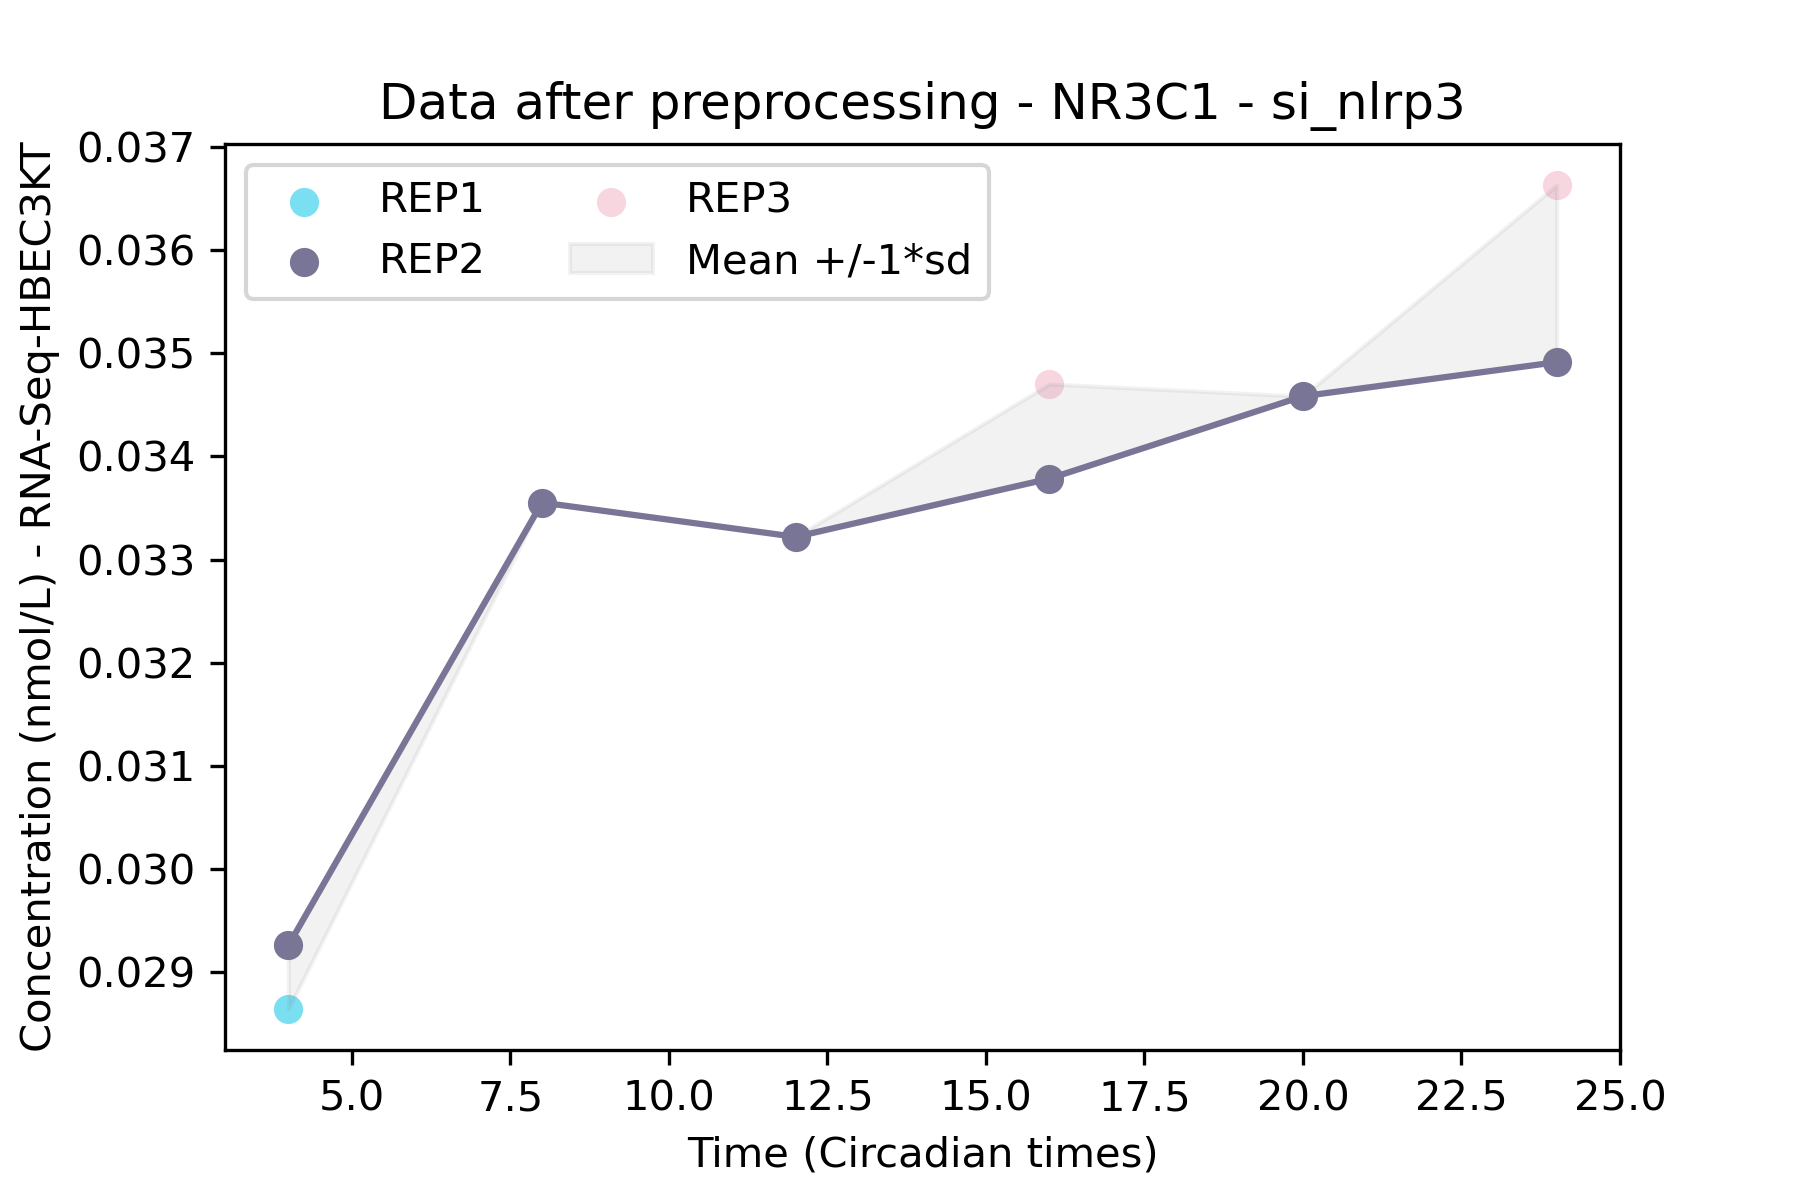 Data after preprocessing - NR3C1 - si_nlrp3
Concentration (nmol/L) - RNA-Seq-HBEC3KT
0.037
0.036
0.035
0.034
0.033
0.032
0.031
0.030
0.029
REP1
REP2
REP3
Mean +/-1*sd
5.0 7.5 10.0 12.5 15.0 17.5 20.0 22.5 25.0
Time (Circadian times)